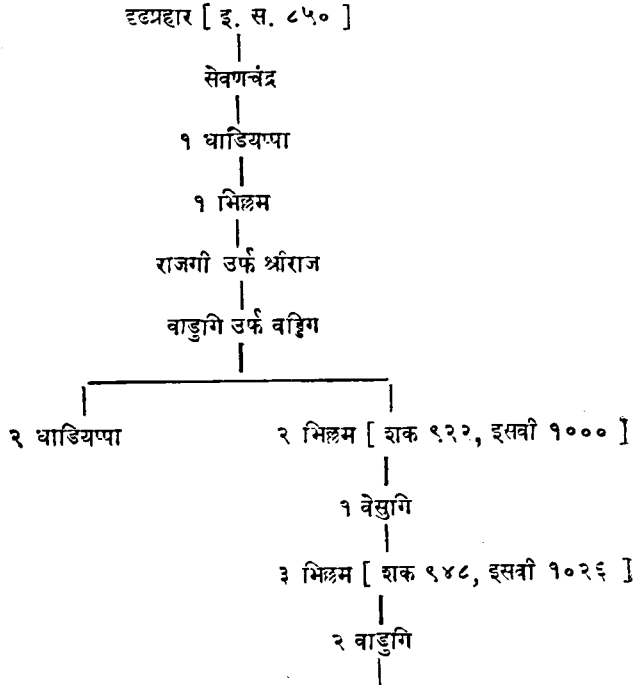 दृढप्रहार [ इ. स. ८५० ]
सेवणचंद्र
१ धाडियप्पा
१ भिल्लम
राजगी उर्फ श्रीराज
वाडुगि उर्फ वड्डिग
२ धाडियप्पा २ भिल्लम [ शक ९२२, इसवी १००० ]
१ वेसुगि
३ भिल्लम [ शक ९४८, इसवी १०२६ ]
२ वाडुगि